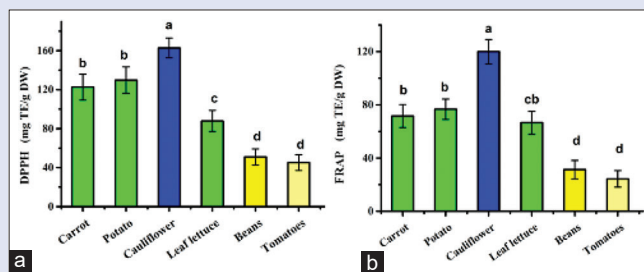 a
160
b
b
120
c
80
d
d
40
0
DPPH (mg TE/g DW)
Carrot
Potato
Cauliflower
Leaf lettuce
Beans
Tomatoes
a
a
120
b
b
cb
80
40
d
d
0
FRAP (mg TE/g DW)
Carrot
Potato
Cauliflower
Leaf lettuce
Beans
Tomatoes
b